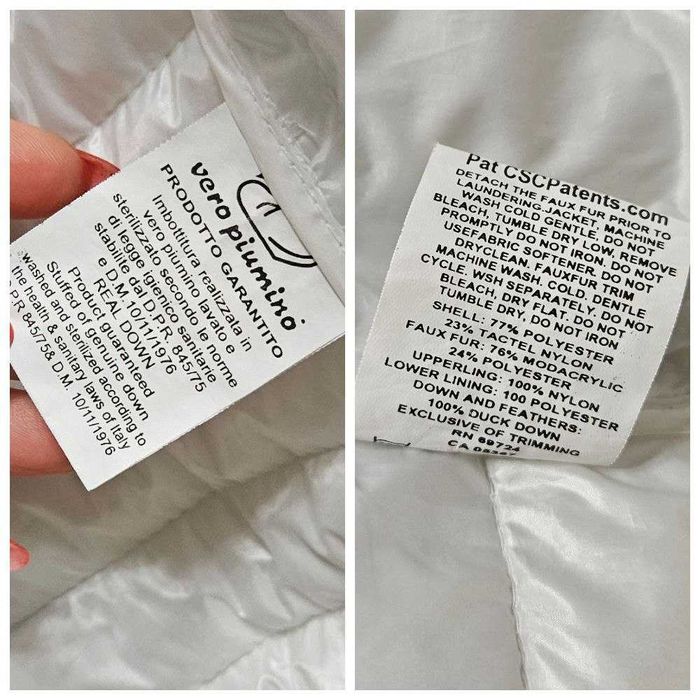 vero piumino
PRODOTTO GARANTITO
Imbottitura realizzata in
vero piumino lavato e
sterilizzato secondo le norme
di legge igienico sanitarie
stabilite dal D.P.R. 845/75
e D.M. 10/11/1976
REAL DOWN
Product guaranteed
Stuffed of genuine down
washed and sterized according to
the health & sanitary laws of Italy
P.R 845/75& D.M. 10/11/1976
Pat CSCPatents.com
DETACH THE FAUX FUR PRIOR TO
LAUNDERING.JACKET, MACHINE
WASH COLD GENTLE, DO NOT
BLEACH, TUMBLE DRY LOW, REMOVE
PROMPTLY DO NOT IRON. DO NOT
USEFABRIC SOFTENER. DO NOT
DRYCLEAN. FAUXFUR TRIM
MACHINE WASH. COLD. DENTLE
CYCLE. WSH SEPARATELY. DO NOT
BLEACH, DRY FLAT. DO NOT
TUMBLE DRY, DO NOT IRON
SHELL: 77% POLYESTER
23% TACTEL NYLON
FAUX FUR: 76% MODACRYLIC
24% POLYESTER
UPPERLING: 100% NYLON
LOWER LINING: 100 POLYESTER
DOWN AND FEATHERS:
100% DUCK DOWN
EXCLUSIVE OF TRIMMING
RN
CA